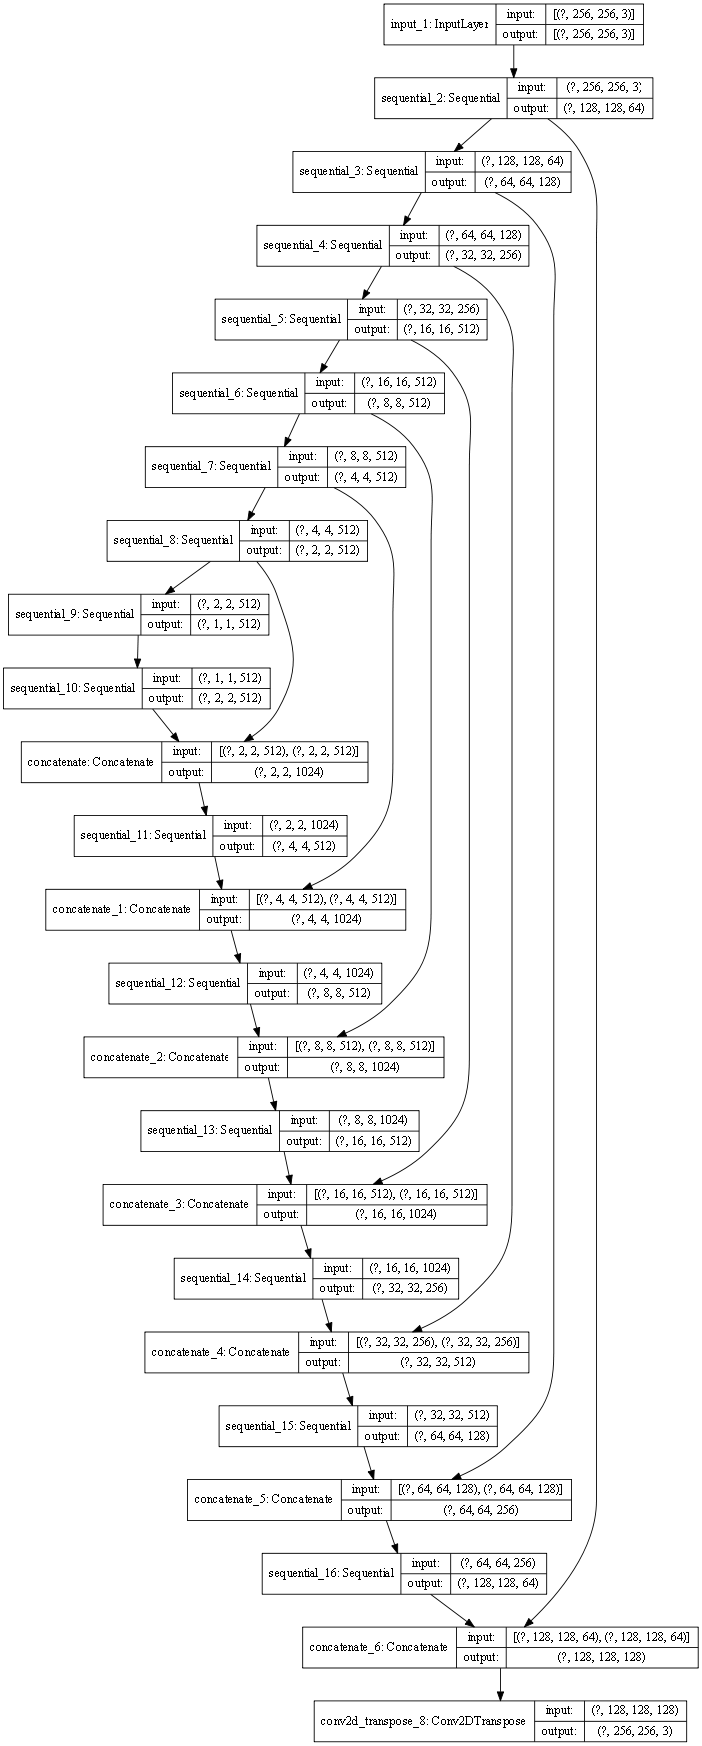 input_1: InputLayer input: [(?, 256, 256, 3)]
output: [(?, 256, 256, 3)]
sequential_2: Sequential input: (?, 256, 256, 3)
output: (?, 128, 128, 64)
sequential_3: Sequential input: (?, 128, 128, 64)
output: (?, 64, 64, 128)
sequential_4: Sequential input: (?, 64, 64, 128)
output: (?, 32, 32, 256)
sequential_5: Sequential input: (?, 32, 32, 256)
output: (?, 16, 16, 512)
sequential_6: Sequential input: (?, 16, 16, 512)
output: (?, 8, 8, 512)
sequential_7: Sequential input: (?, 8, 8, 512)
output: (?, 4, 4, 512)
sequential_8: Sequential input: (?, 4, 4, 512)
output: (?, 2, 2, 512)
sequential_9: Sequential input: (?, 2, 2, 512)
output: (?, 1, 1, 512)
sequential_10: Sequential input: (?, 1, 1, 512)
output: (?, 2, 2, 512)
concatenate: Concatenate input: [(?, 2, 2, 512), (?, 2, 2, 512)]
output: (?, 2, 2, 1024)
sequential_11: Sequential input: (?, 2, 2, 1024)
output: (?, 4, 4, 512)
concatenate_1: Concatenate input: [(?, 4, 4, 512), (?, 4, 4, 512)]
output: (?, 4, 4, 1024)
sequential_12: Sequential input: (?, 4, 4, 1024)
output: (?, 8, 8, 512)
concatenate_2: Concatenate input: [(?, 8, 8, 512), (?, 8, 8, 512)]
output: (?, 8, 8, 1024)
sequential_13: Sequential input: (?, 8, 8, 1024)
output: (?, 16, 16, 512)
concatenate_3: Concatenate input: [(?, 16, 16, 512), (?, 16, 16, 512)]
output: (?, 16, 16, 1024)
sequential_14: Sequential input: (?, 16, 16, 1024)
output: (?, 32, 32, 256)
concatenate_4: Concatenate input: [(?, 32, 32, 256), (?, 32, 32, 256)]
output: (?, 32, 32, 512)
sequential_15: Sequential input: (?, 32, 32, 512)
output: (?, 64, 64, 128)
concatenate_5: Concatenate input: [(?, 64, 64, 128), (?, 64, 64, 128)]
output: (?, 64, 64, 256)
sequential_16: Sequential input: (?, 64, 64, 256)
output: (?, 128, 128, 64)
concatenate_6: Concatenate input: [(?, 128, 128, 64), (?, 128, 128, 64)]
output: (?, 128, 128, 128)
conv2d_transpose_8: Conv2DTranspose input: (?, 128, 128, 128)
output: (?, 256, 256, 3)